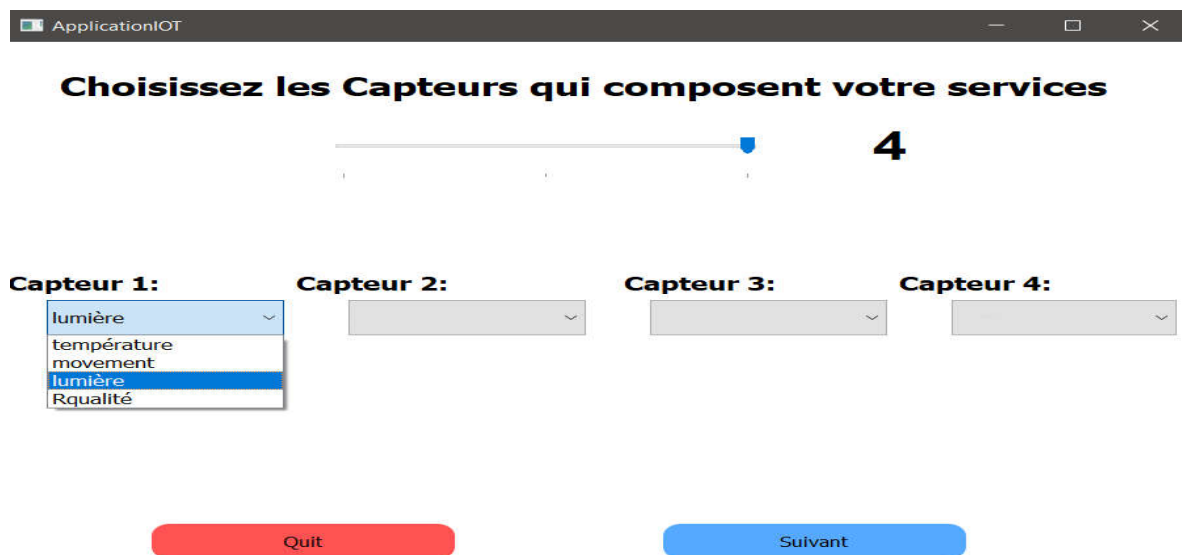 ApplicationIOT
Choisissez les Capteurs qui composent votre services
4
Capteur 1: Capteur 2: Capteur 3: Capteur 4:
lumière
température
movement
lumière
Rqualité
Quit Suivant